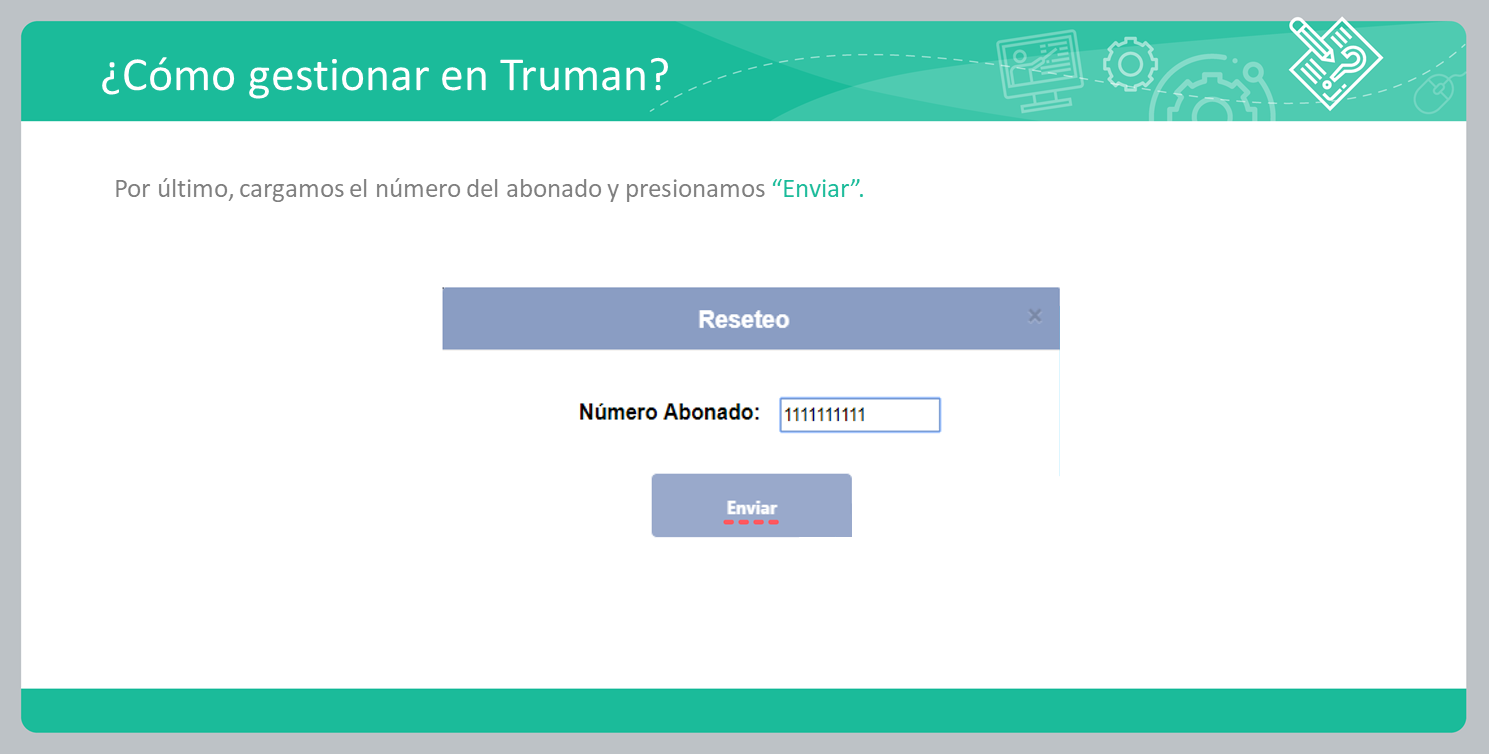 ¿Cómo gestionar en Truman?
Por último, cargamos el número del abonado y presionamos “Enviar”.
Reseteo ×
Número Abonado: 1111111111
Enviar